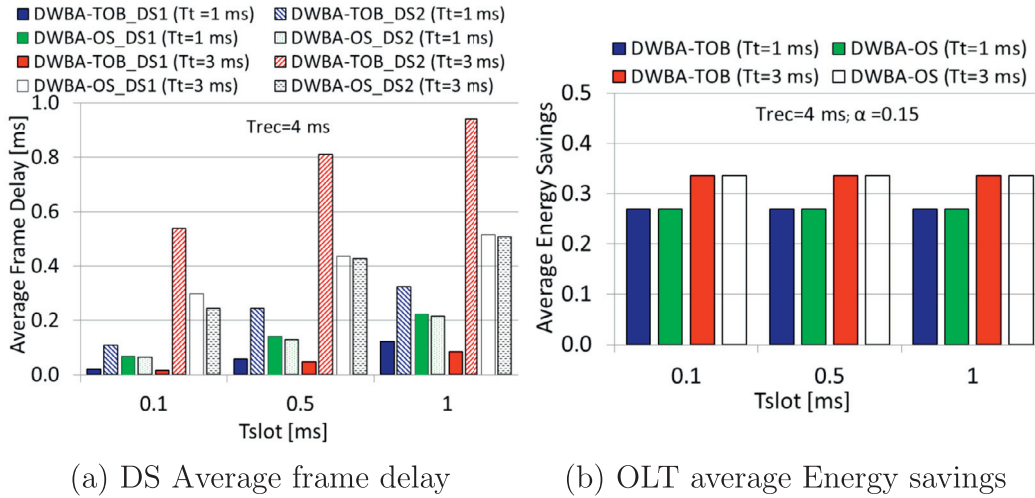 DWBA-TOB_DS1 (Tt =1 ms) DWBA-TOB_DS2 (Tt=1 ms)
DWBA-OS_DS1 (Tt=1 ms) DWBA-OS_DS2 (Tt=1 ms)
DWBA-TOB_DS1 (Tt=3 ms) DWBA-TOB_DS2 (Tt=3 ms)
DWBA-OS_DS1 (Tt=3 ms) DWBA-OS_DS2 (Tt=3 ms)
Average Frame Delay [ms]
1.0
0.8
0.6
0.4
0.2
0.0
Trec=4 ms
0.1 0.5 1
Tslot [ms]
(a) DS Average frame delay
DWBA-TOB (Tt=1 ms) DWBA-OS (Tt=1 ms)
DWBA-TOB (Tt=3 ms) DWBA-OS (Tt=3 ms)
Average Energy Savings
0.5
0.4
0.3
0.2
0.1
0.0
Trec=4 ms; α =0.15
0.1 0.5 1
Tslot [ms]
(b) OLT average Energy savings